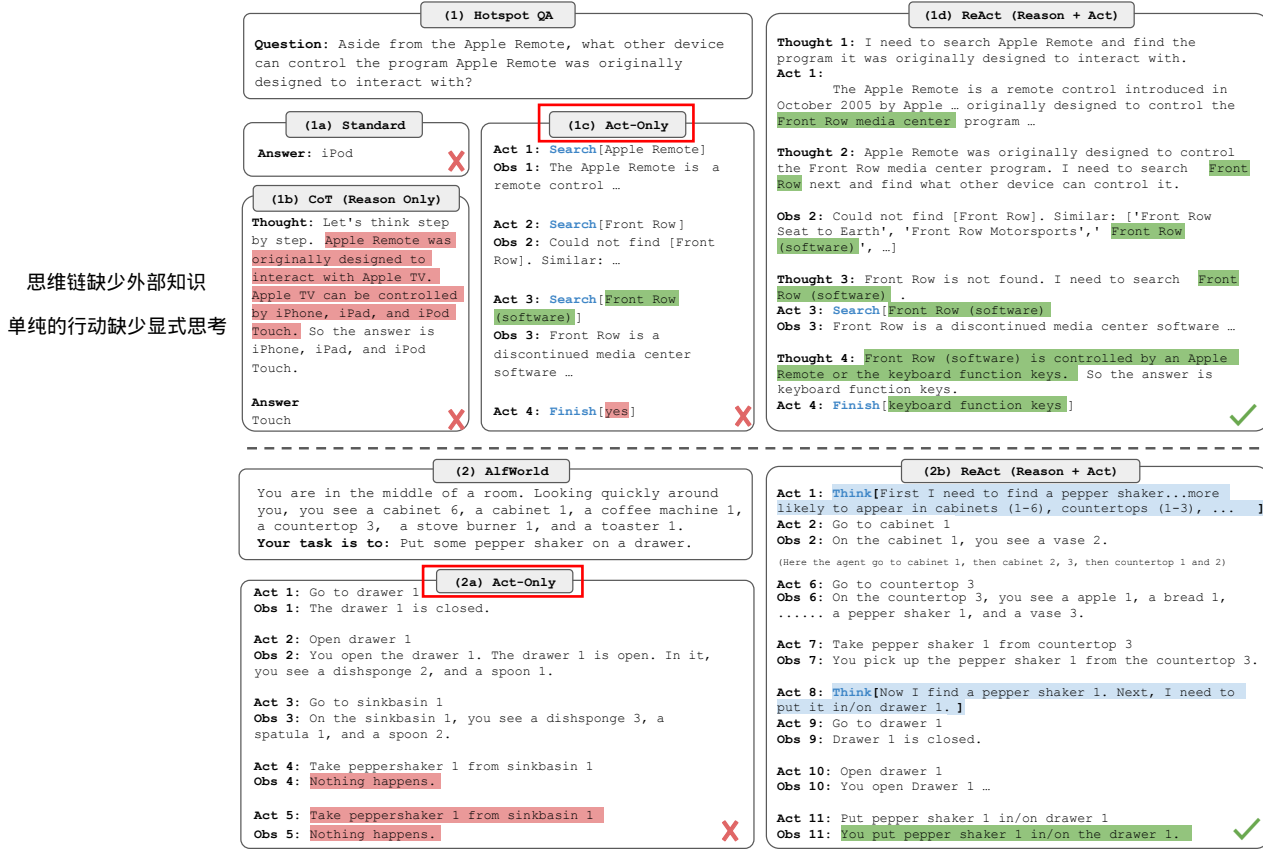 思维链缺少外部知识
单纯的行动缺少显式思考
(1) Hotspot QA
Question: Aside from the Apple Remote, what other device
can control the program Apple Remote was originally
designed to interact with?
(1a) Standard
Answer: iPod
(1b) CoT (Reason Only)
Thought: Let's think step
by step. Apple Remote was
originally designed to
interact with Apple TV.
Apple TV can be controlled
by iPhone, iPad, and iPod
Touch. So the answer is
iPhone, iPad, and iPod
Touch.
Answer
Touch
(1c) Act-Only
Act 1: Search[Apple Remote]
Obs 1: The Apple Remote is a
remote control …
Act 2: Search[Front Row]
Obs 2: Could not find [Front
Row]. Similar: …
Act 3: Search[Front Row
(software)]
Obs 3: Front Row is a
discontinued media center
software …
Act 4: Finish[yes]
(1d) ReAct (Reason + Act)
Thought 1: I need to search Apple Remote and find the
program it was originally designed to interact with.
Act 1:
The Apple Remote is a remote control introduced in
October 2005 by Apple … originally designed to control the
Front Row media center program …
Thought 2: Apple Remote was originally designed to control
the Front Row media center program. I need to search Front
Row next and find what other device can control it.
Obs 2: Could not find [Front Row]. Similar: ['Front Row
Seat to Earth', 'Front Row Motorsports',' Front Row
(software)', …]
Thought 3: Front Row is not found. I need to search Front
Row (software) .
Act 3: Search[Front Row (software)
Obs 3: Front Row is a discontinued media center software …
Thought 4: Front Row (software) is controlled by an Apple
Remote or the keyboard function keys. So the answer is
keyboard function keys.
Act 4: Finish[keyboard function keys ]
(2) AlfWorld
You are in the middle of a room. Looking quickly around
you, you see a cabinet 6, a cabinet 1, a coffee machine 1,
a countertop 3, a stove burner 1, and a toaster 1.
Your task is to: Put some pepper shaker on a drawer.
(2a) Act-Only
Act 1: Go to drawer 1
Obs 1: The drawer 1 is closed.
Act 2: Open drawer 1
Obs 2: You open the drawer 1. The drawer 1 is open. In it,
you see a dishsponge 2, and a spoon 1.
Act 3: Go to sinkbasin 1
Obs 3: On the sinkbasin 1, you see a dishsponge 3, a
spatula 1, and a spoon 2.
Act 4: Take peppershaker 1 from sinkbasin 1
Obs 4: Nothing happens.
Act 5: Take peppershaker 1 from sinkbasin 1
Obs 5: Nothing happens.
(2b) ReAct (Reason + Act)
Act 1: Think[First I need to find a pepper shaker...more
likely to appear in cabinets (1-6), countertops (1-3), ... ]
Act 2: Go to cabinet 1
Obs 2: On the cabinet 1, you see a vase 2.
(Here the agent go to cabinet 1, then cabinet 2, 3, then countertop 1 and 2)
Act 6: Go to countertop 3
Obs 6: On the countertop 3, you see a apple 1, a bread 1,
...... a pepper shaker 1, and a vase 3.
Act 7: Take pepper shaker 1 from countertop 3
Obs 7: You pick up the pepper shaker 1 from the countertop 3.
Act 8: Think[Now I find a pepper shaker 1. Next, I need to
put it in/on drawer 1. ]
Act 9: Go to drawer 1
Obs 9: Drawer 1 is closed.
Act 10: Open drawer 1
Obs 10: You open Drawer 1 …
Act 11: Put pepper shaker 1 in/on drawer 1
Obs 11: You put pepper shaker 1 in/on the drawer 1.